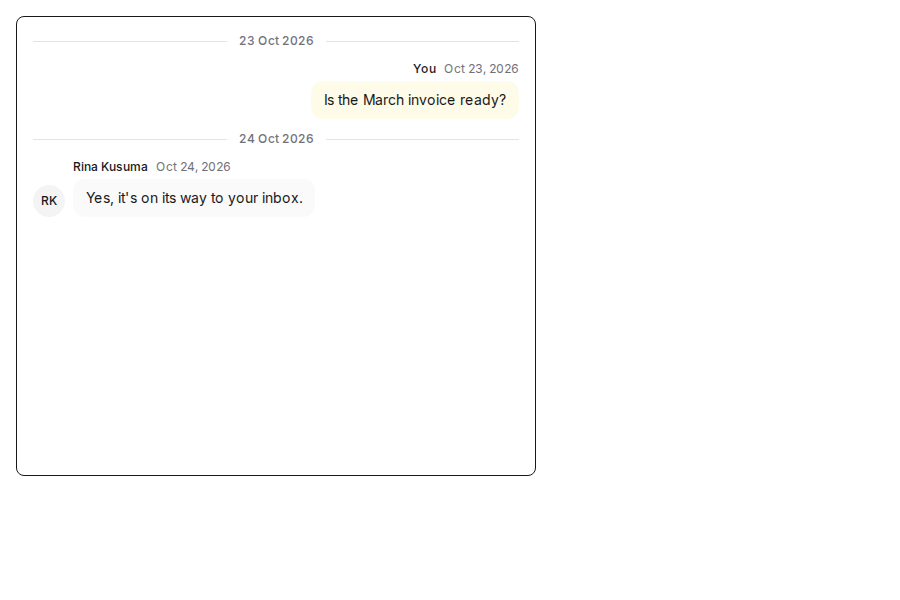 23 Oct 2026
You Oct 23, 2026
Is the March invoice ready?
24 Oct 2026
Rina Kusuma Oct 24, 2026
RK Yes, it's on its way to your inbox.